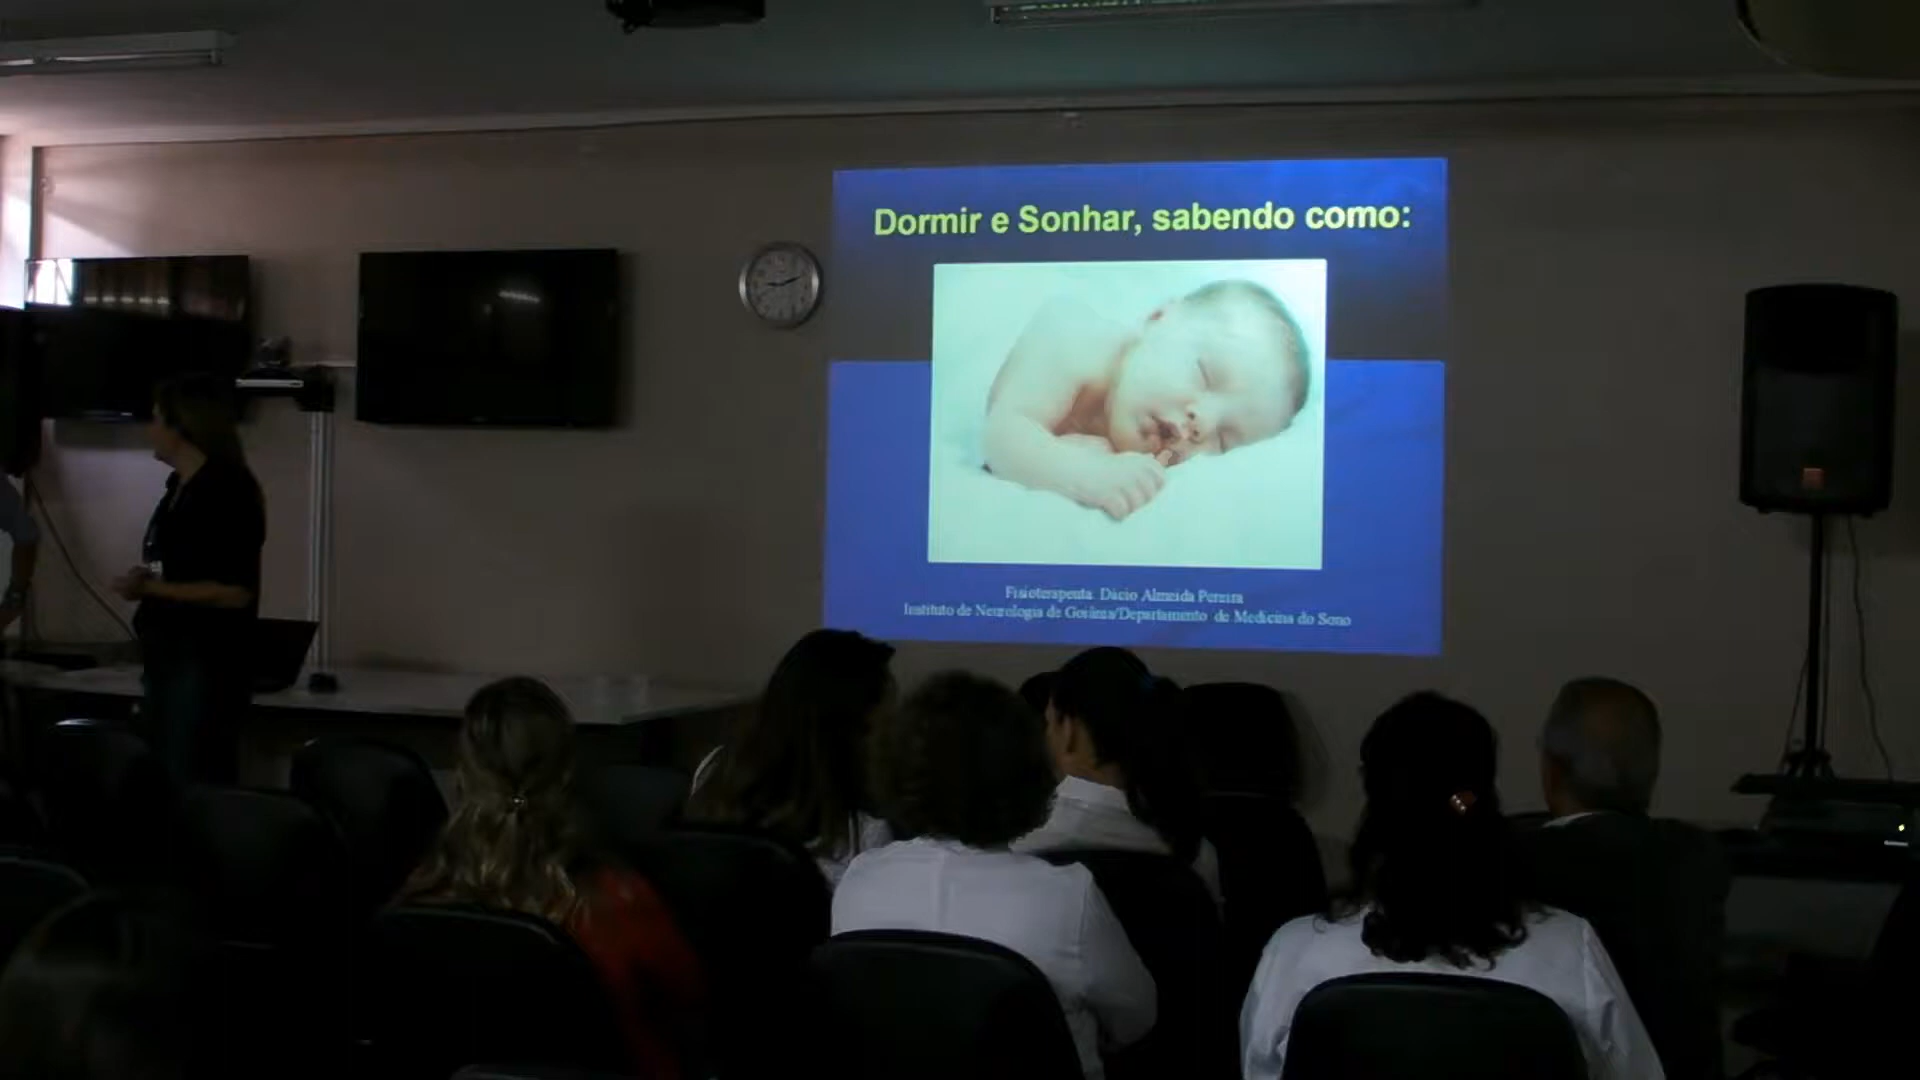 Dormir e Sonhar, sabendo como:
Fisioterapeuta Dácio Almeida Pereira
Instituto de Neurologia de Goiânia/Departamento de Medicina do Sono